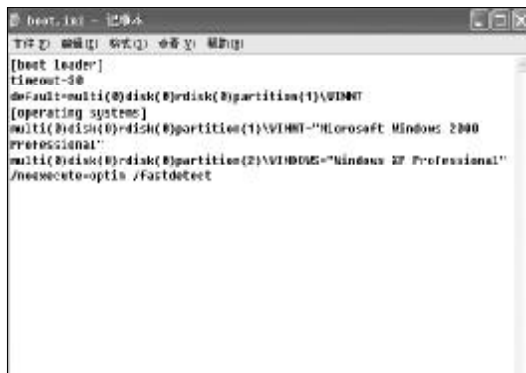 boot.ini - 记事本
文件(F) 编辑(E) 格式(O) 查看(V) 帮助(H)
[boot loader]
timeout=30
default=multi(0)disk(0)rdisk(0)partition(1)\WINNT
[operating systems]
multi(0)disk(0)rdisk(0)partition(1)\WINNT="Microsoft Windows 2000
Professional"
multi(0)disk(0)rdisk(0)partition(2)\WINDOWS="Windows XP Professional"
/noexecute=optin /fastdetect